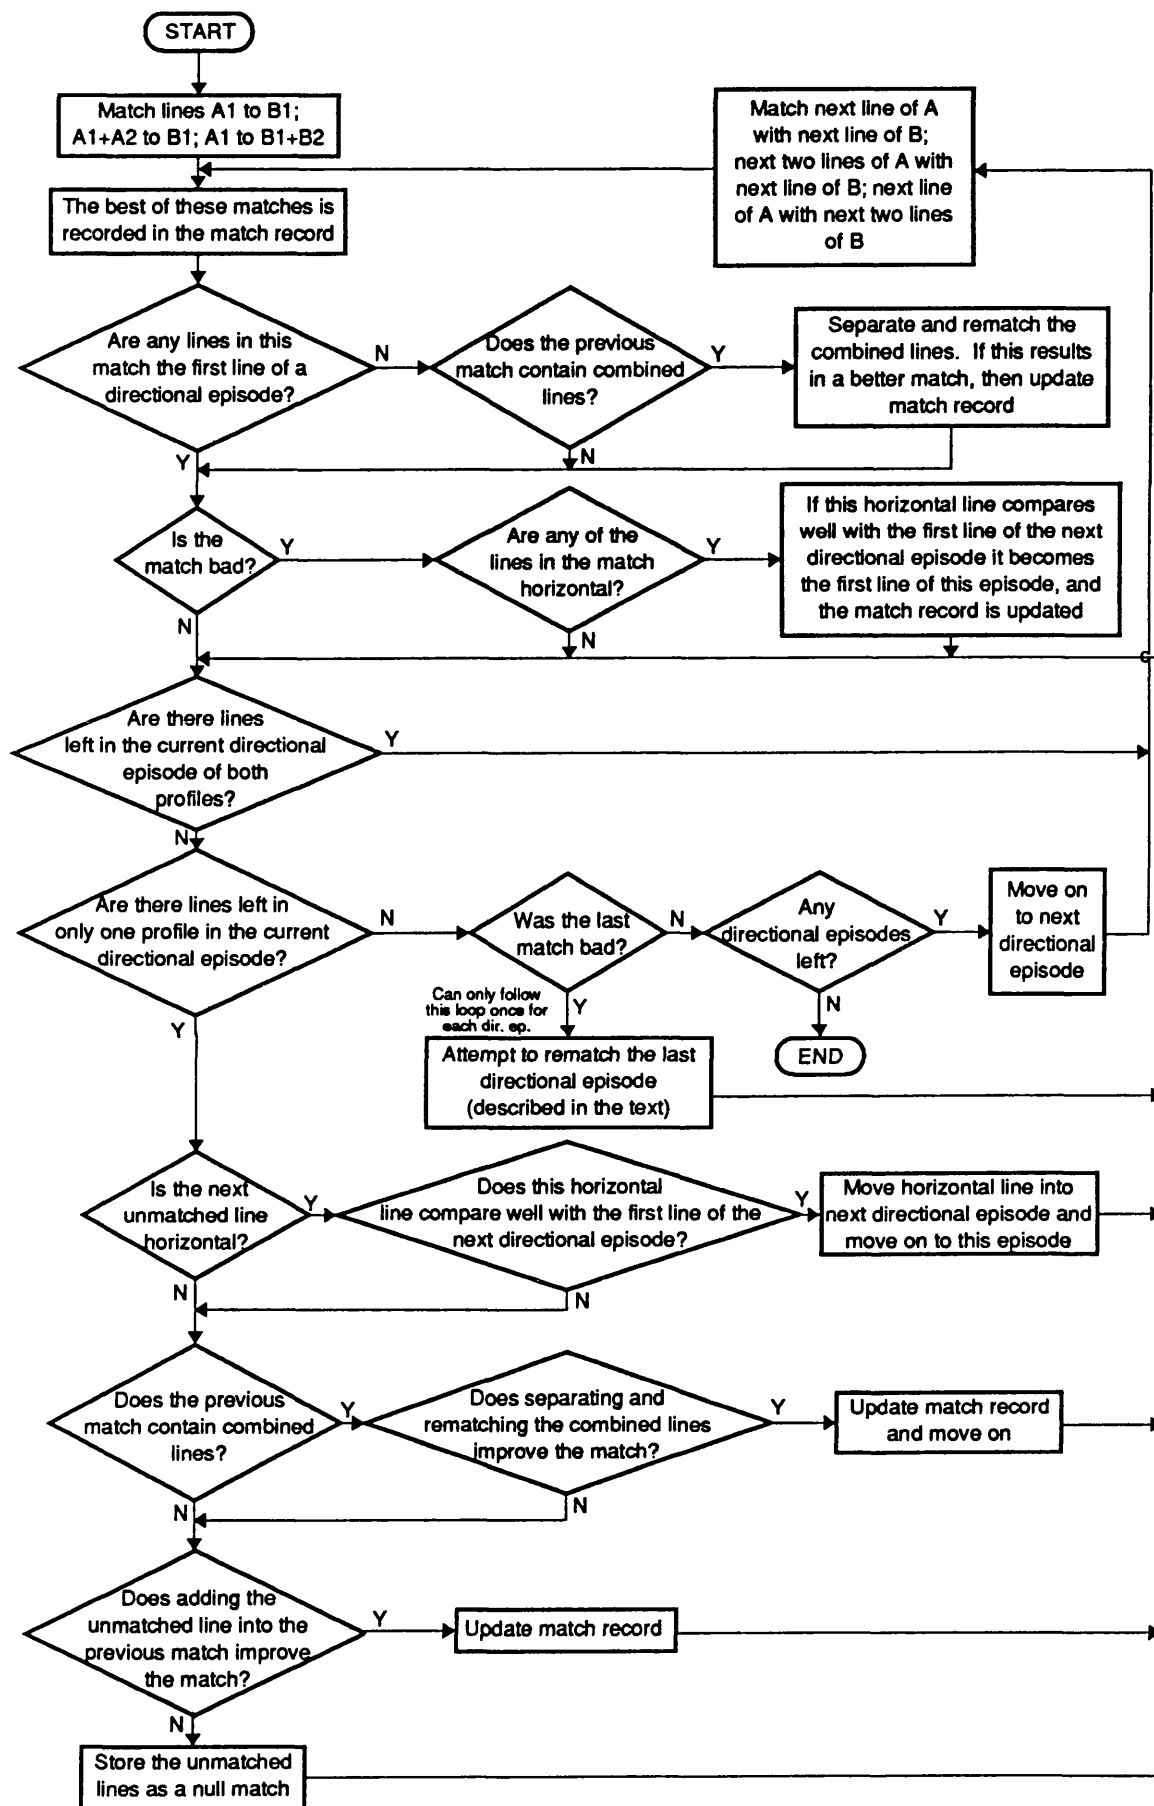 START
Match lines A1 to B1;
A1+A2 to B1; A1 to B1+B2
Match next line of A
with next line of B;
next two lines of A with
next line of B; next line
of A with next two lines
of B
The best of these matches is
recorded in the match record
Are any lines in this
match the first line of a
directional episode?
N
Y
Does the previous
match contain combined
lines?
Y
N
Separate and rematch the
combined lines. If this results
in a better match, then update
match record
Is the
match bad?
Y
N
Are any of the
lines in the match
horizontal?
Y
N
If this horizontal line compares
well with the first line of the next
directional episode it becomes
the first line of this episode, and
the match record is updated
Are there lines
left in the current directional
episode of both
profiles?
Y
N
Are there lines left in
only one profile in the current
directional episode?
N
Y
Was the last
match bad?
N
Y
Any
directional episodes
left?
Y
N
Move on
to next
directional
episode
Can only follow
this loop once for
each dir. ep.
END
Attempt to rematch the last
directional episode
(described in the text)
Is the next
unmatched line
horizontal?
Y
N
Does this horizontal
line compare well with the first line of the
next directional episode?
Y
N
Move horizontal line into
next directional episode and
move on to this episode
Does the previous
match contain combined
lines?
Y
N
Does separating and
rematching the combined lines
improve the match?
Y
N
Update match record
and move on
Does adding the
unmatched line into the
previous match improve
the match?
Y
N
Update match record
Store the unmatched
lines as a null match